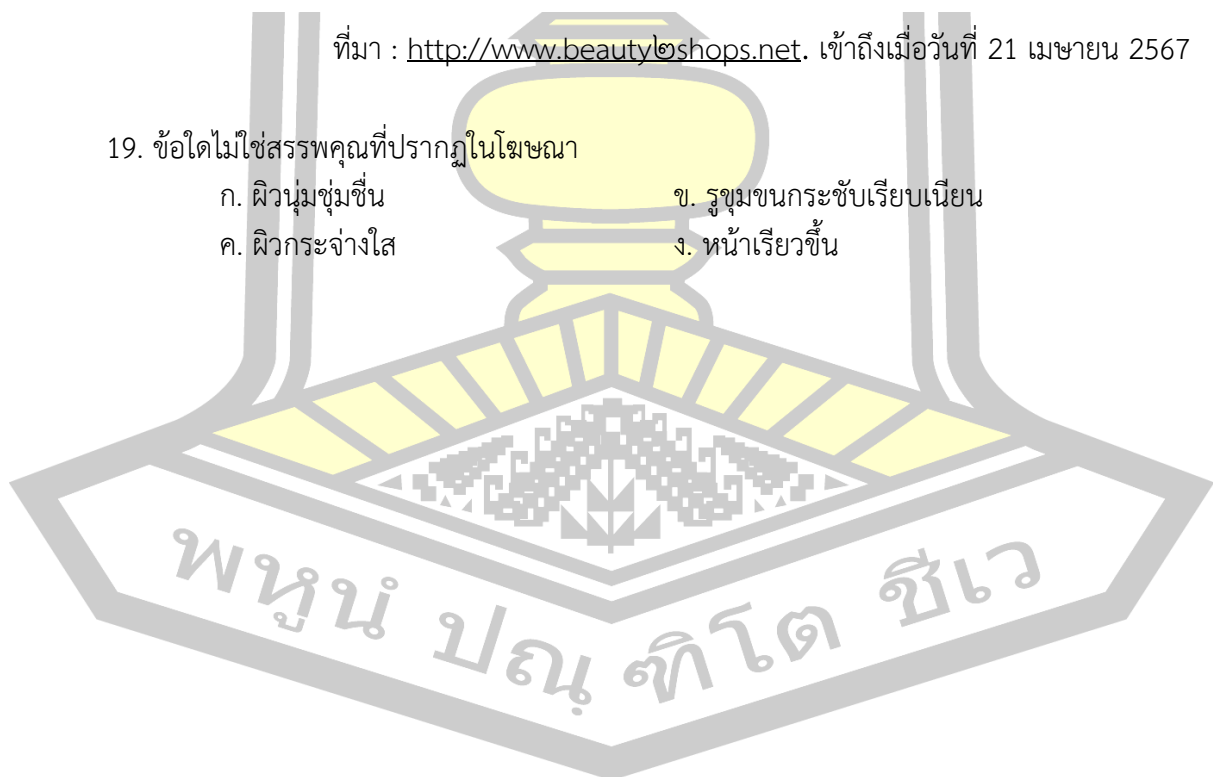 ที่มา : http://www.beauty๒shops.net. เข้าถึงเมื่อวันที่ 21 เมษายน 2567
19. ข้อใดไม่ใช่สรรพคุณที่ปรากฏในโฆษณา
ก. ผิวนุ่มชุ่มชื่น ข. รูขุมขนกระชับเรียบเนียน
ค. ผิวกระจ่างใส ง. หน้าเรียวขึ้น
พหูนํ ปณฺ ฑิโต ชีเว